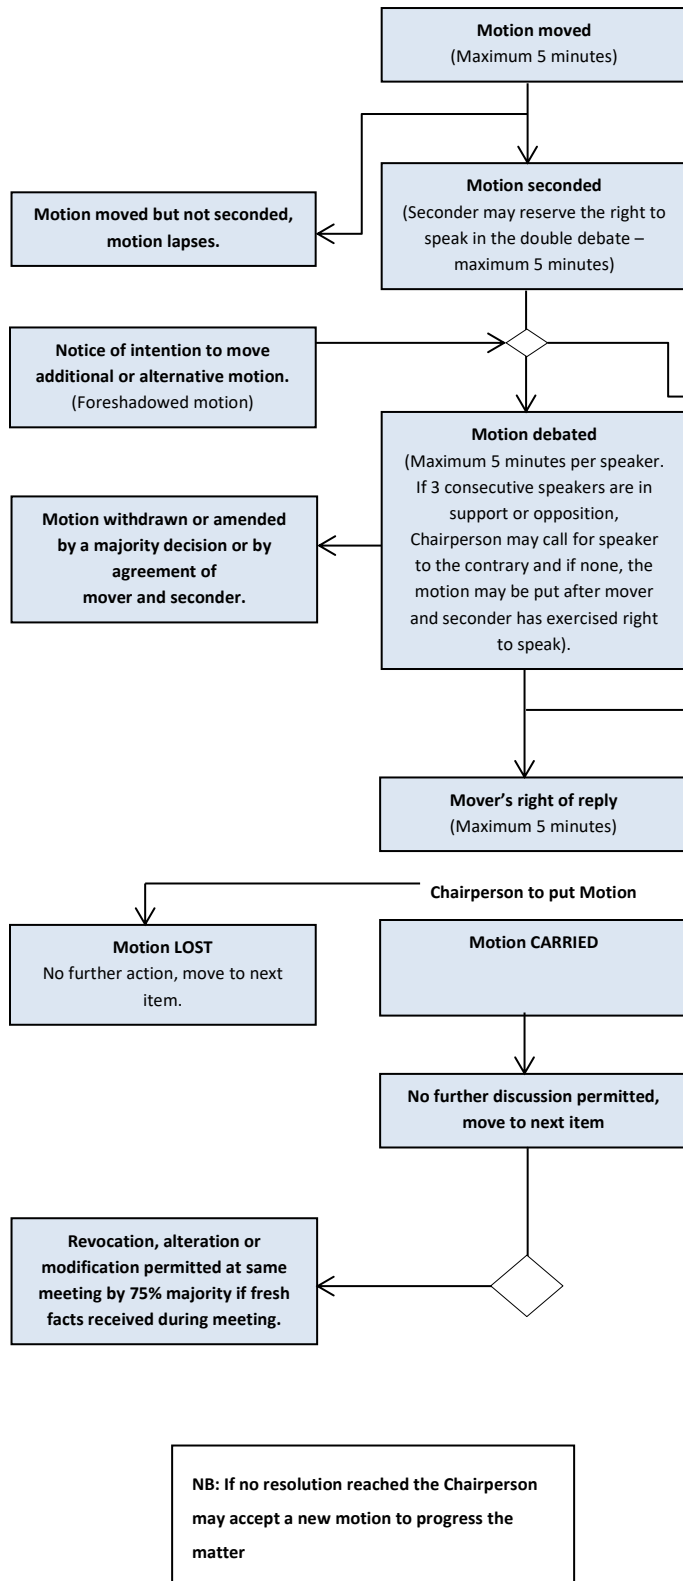 Motion moved
(Maximum 5 minutes)
Motion seconded
(Seconder may reserve the right to
speak in the double debate –
maximum 5 minutes)
Motion moved but not seconded,
motion lapses.
Notice of intention to move
additional or alternative motion.
(Foreshadowed motion)
Motion debated
(Maximum 5 minutes per speaker.
If 3 consecutive speakers are in
support or opposition,
Chairperson may call for speaker
to the contrary and if none, the
motion may be put after mover
and seconder has exercised right
to speak).
Motion withdrawn or amended
by a majority decision or by
agreement of
mover and seconder.
Mover’s right of reply
(Maximum 5 minutes)
Chairperson to put Motion
Motion LOST
No further action, move to next
item.
Motion CARRIED
No further discussion permitted,
move to next item
Revocation, alteration or
modification permitted at same
meeting by 75% majority if fresh
facts received during meeting.
NB: If no resolution reached the Chairperson
may accept a new motion to progress the
matter